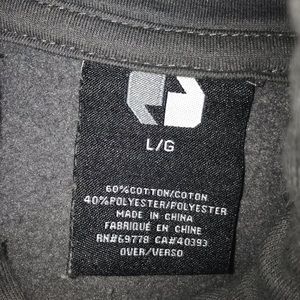 L/G
60%COTTON/COTON
40%POLYESTER/POLYESTER
MADE IN CHINA
FABRIQUÉ EN CHINE
RN#69778 CA#40393
OVER/VERSO